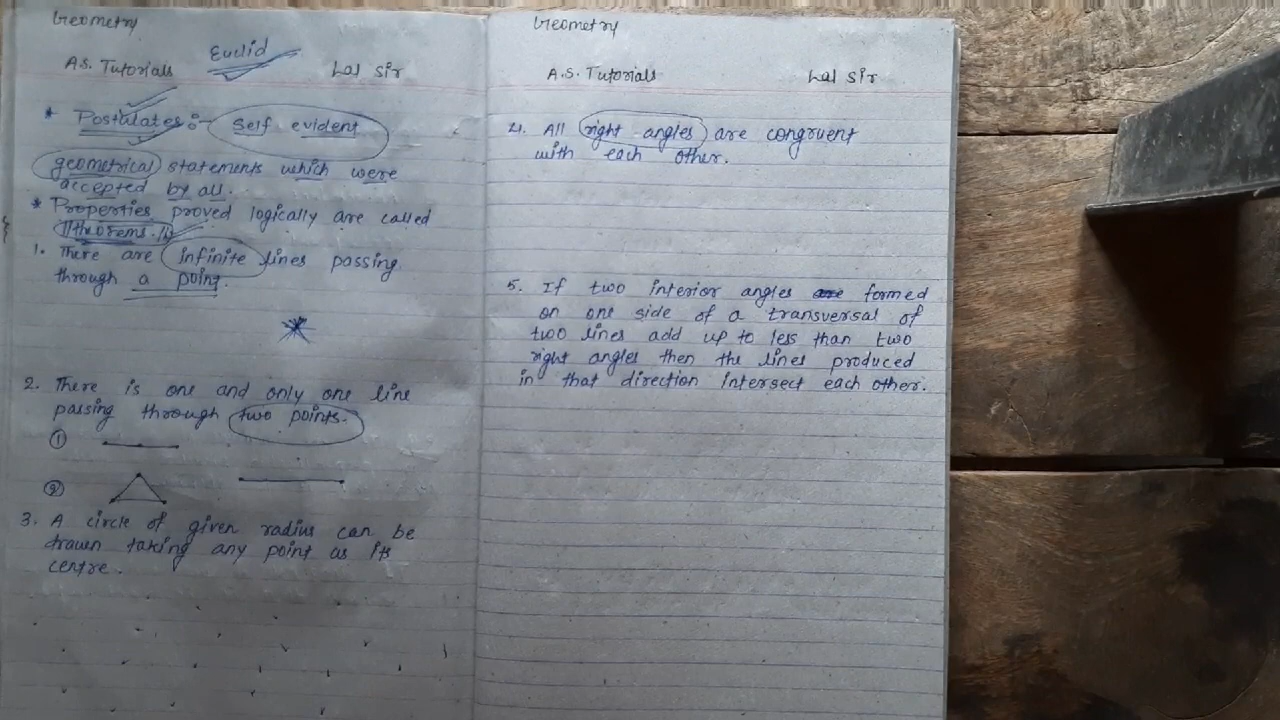 Geometry
Euclid
A.S. Tutorials Lal Sir
* Postulates :- Self evident
geometrical statements which were
accepted by all.
* Properties proved logically are called
theorems.
1. There are infinite lines passing
through a point.
2. There is one and only one line
passing through two points.
①
②
3. A circle of given radius can be
drawn taking any point as its
centre.
Geometry
A.S. Tutorials Lal Sir
4. All right angles are congruent
with each other.
5. If two interior angles are formed
on one side of a transversal of
two lines add up to less than two
right angles then the lines produced
in that direction intersect each other.